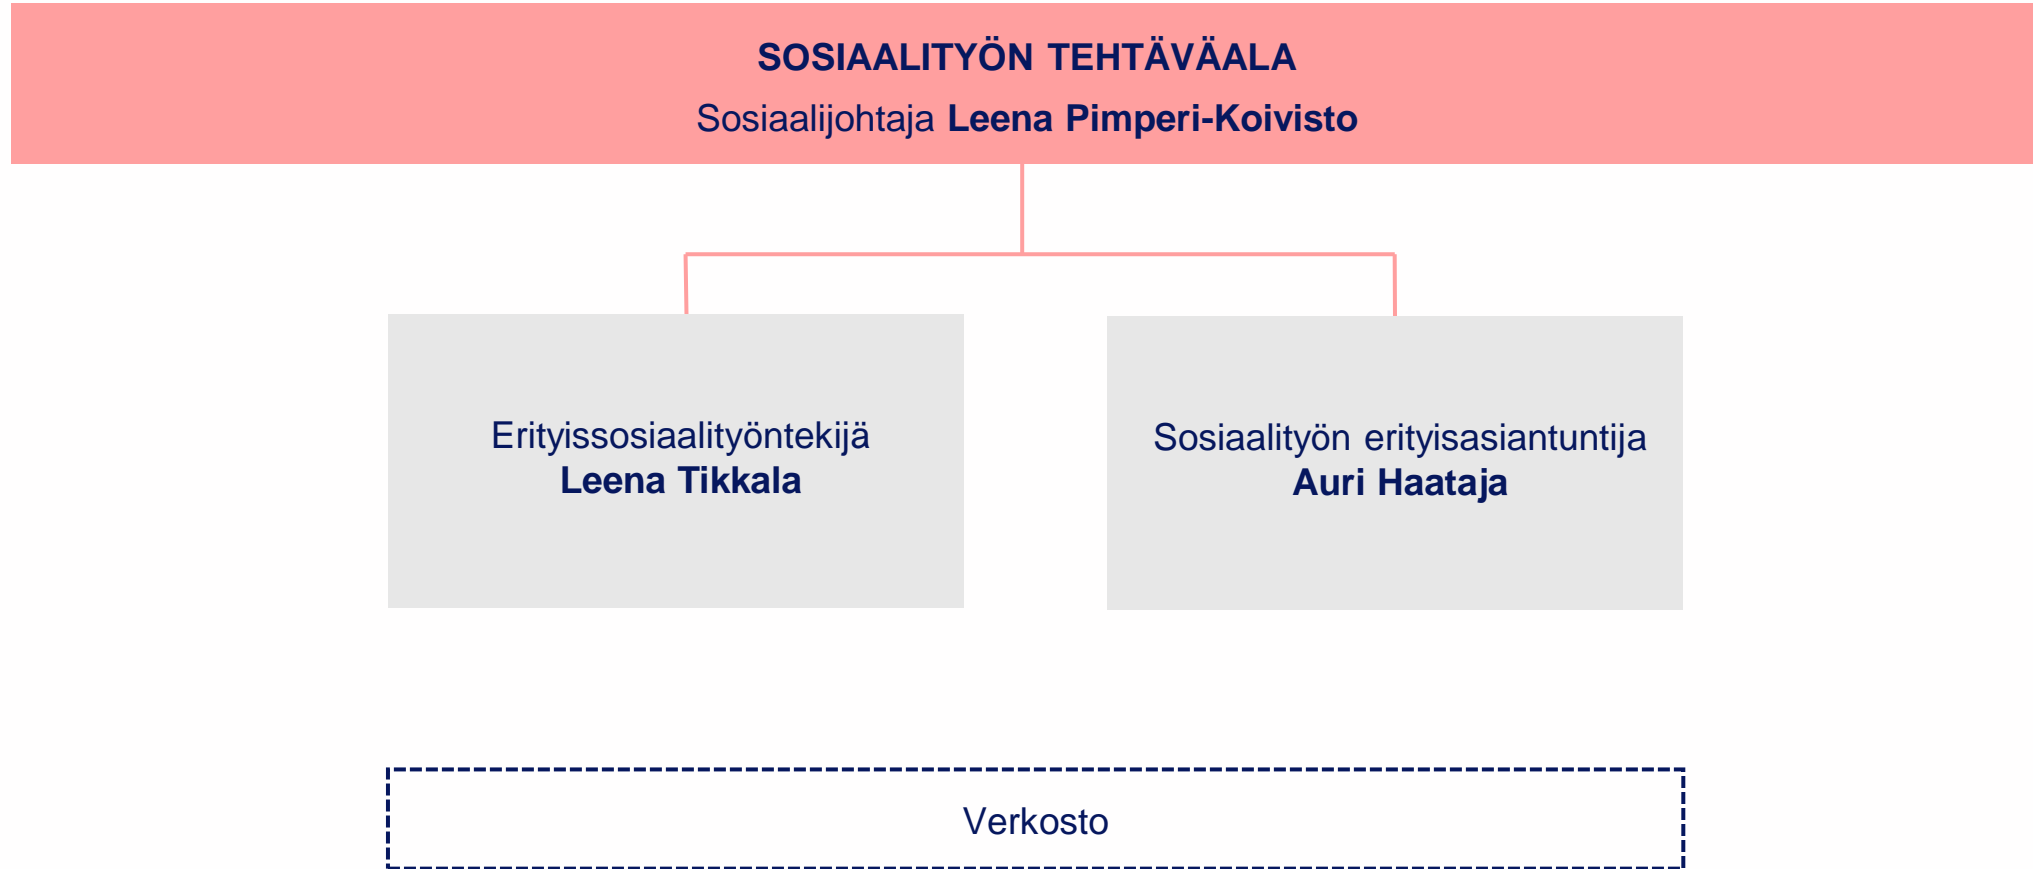 SOSIAALITYÖN TEHTÄVÄALA
Sosiaalijohtaja Leena Pimperi-Koivisto
Erityissosiaalityöntekijä
Leena Tikkala
Sosiaalityön erityisasiantuntija
Auri Haataja
Verkosto